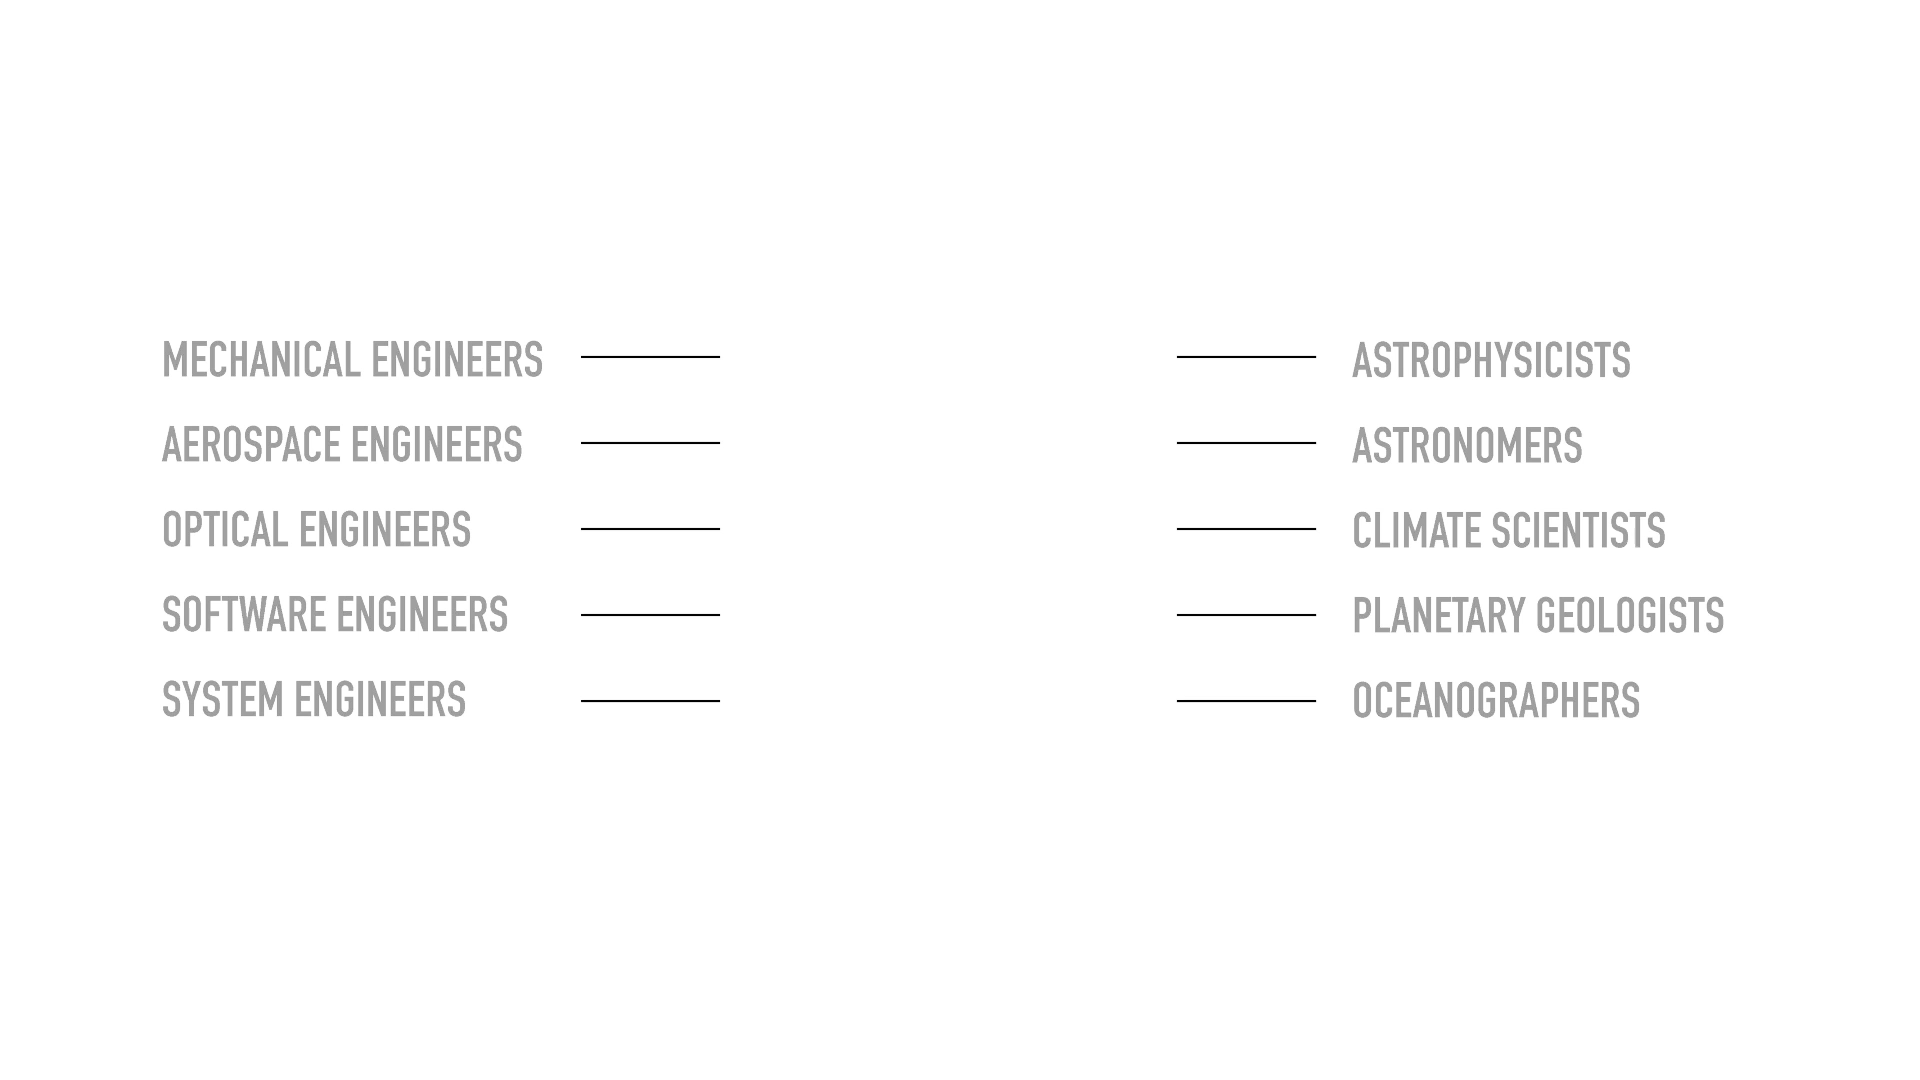 MECHANICAL ENGINEERS
AEROSPACE ENGINEERS
OPTICAL ENGINEERS
SOFTWARE ENGINEERS
SYSTEM ENGINEERS
ASTROPHYSICISTS
ASTRONOMERS
CLIMATE SCIENTISTS
PLANETARY GEOLOGISTS
OCEANOGRAPHERS